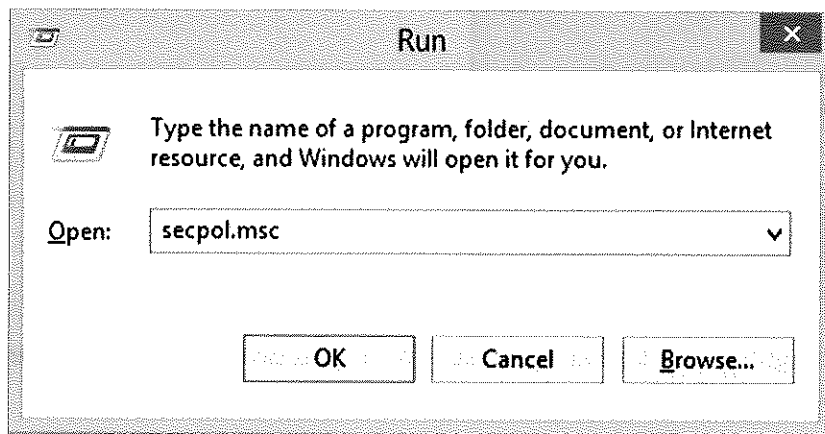 Run
Type the name of a program, folder, document, or Internet
resource, and Windows will open it for you.
Open:
secpol.msc
OK
Cancel
Browse...